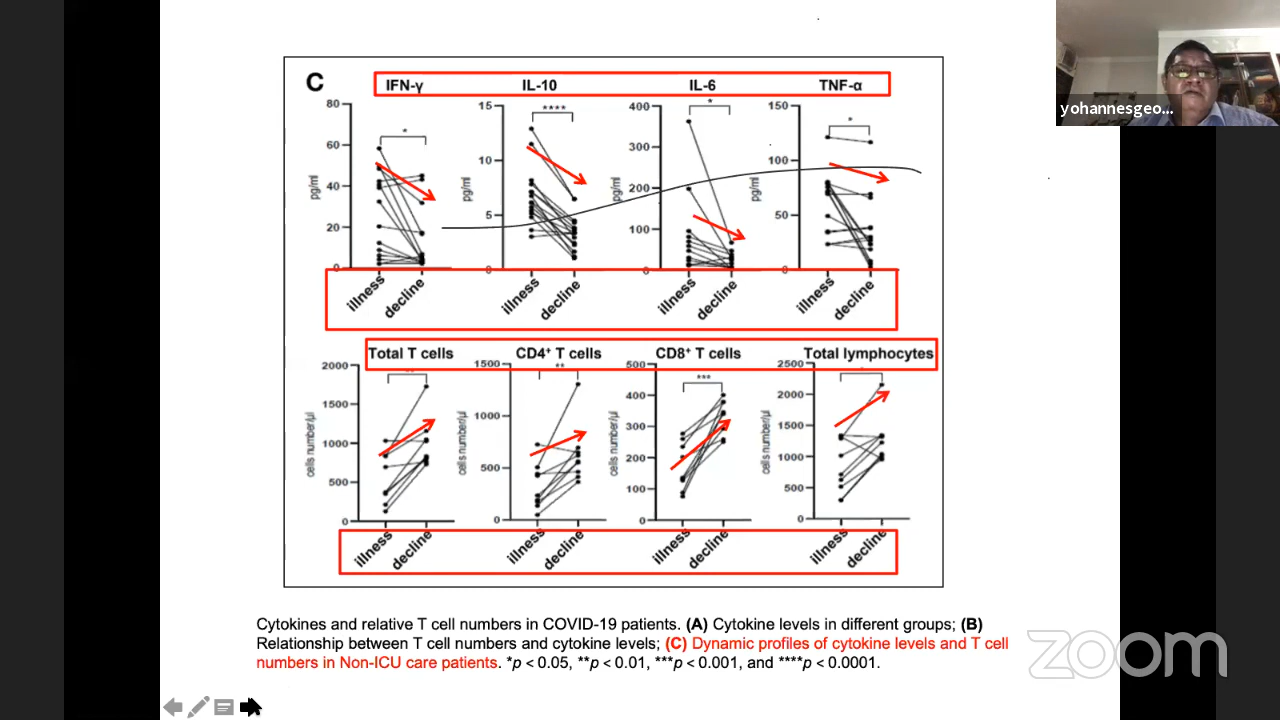 C
IFN-γ IL-10 IL-6 TNF-α
80 15 400 150
60 300
40 10 100
20 200
0 5 100 50
0 0 0
pg/ml pg/ml pg/ml pg/ml
* **** * *
illness decline illness decline illness decline illness decline
Total T cells CD4⁺ T cells CD8⁺ T cells Total lymphocytes
2000 1500 500 2500
1500 400 2000
1000 1000 300 1500
500 500 200 1000
0 0 100 500
0 0
cells number/μl cells number/μl cells number/μl cells number/μl
** ***
illness decline illness decline illness decline illness decline
Cytokines and relative T cell numbers in COVID-19 patients. (A) Cytokine levels in different groups; (B)
Relationship between T cell numbers and cytokine levels; (C) Dynamic profiles of cytokine levels and T cell
numbers in Non-ICU care patients. *p < 0.05, **p < 0.01, ***p < 0.001, and ****p < 0.0001.
yohannesgeo...
zoom